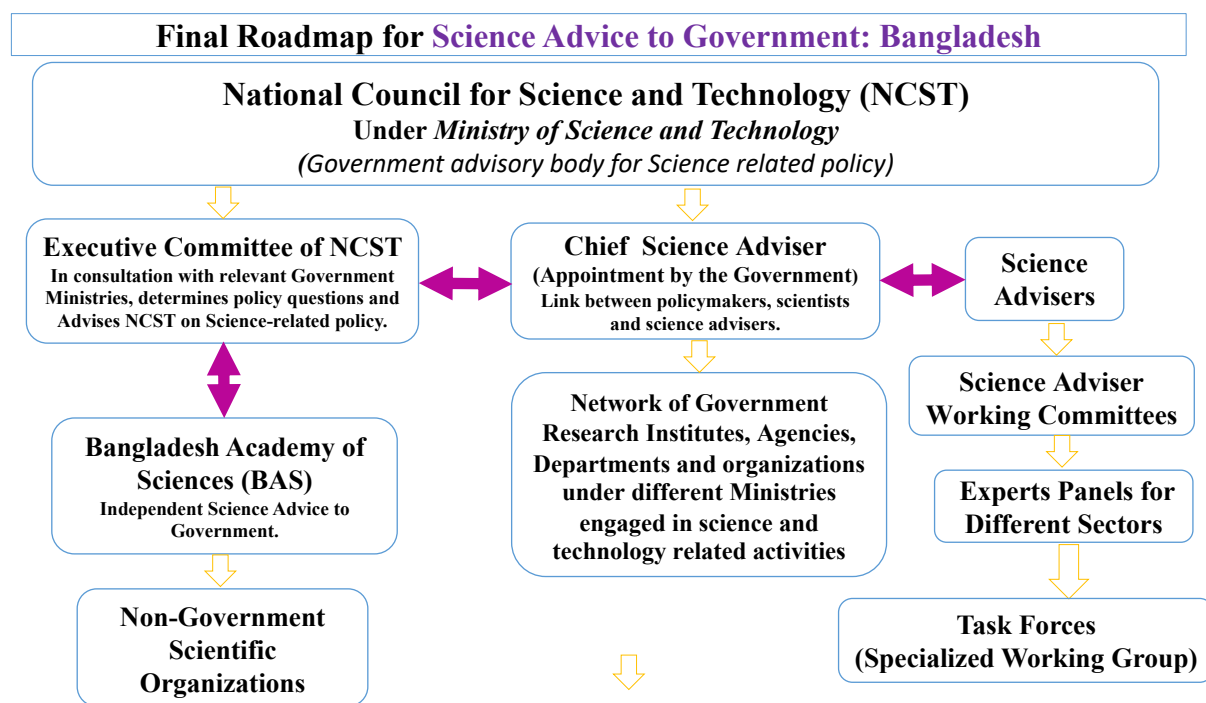 Final Roadmap for Science Advice to Government: Bangladesh
National Council for Science and Technology (NCST)
Under Ministry of Science and Technology
(Government advisory body for Science related policy)
Executive Committee of NCST
In consultation with relevant Government
Ministries, determines policy questions and
Advises NCST on Science-related policy.
Chief Science Adviser
(Appointment by the Government)
Link between policymakers, scientists
and science advisers.
Science
Advisers
Bangladesh Academy of
Sciences (BAS)
Independent Science Advice to
Government.
Network of Government
Research Institutes, Agencies,
Departments and organizations
under different Ministries
engaged in science and
technology related activities
Science Adviser
Working Committees
Experts Panels for
Different Sectors
Non-Government
Scientific
Organizations
Task Forces
(Specialized Working Group)